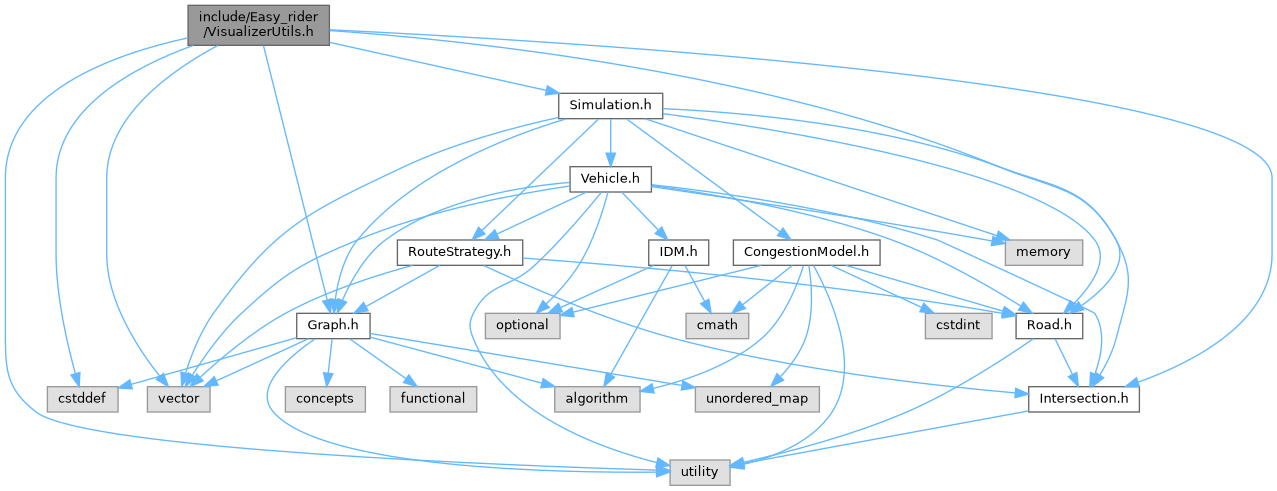 include/Easy_rider
/VisualizerUtils.h
Simulation.h
Vehicle.h
RouteStrategy.h
IDM.h
CongestionModel.h
memory
Graph.h
optional
cmath
cstdint
Road.h
cstddef
vector
concepts
functional
algorithm
unordered_map
Intersection.h
utility